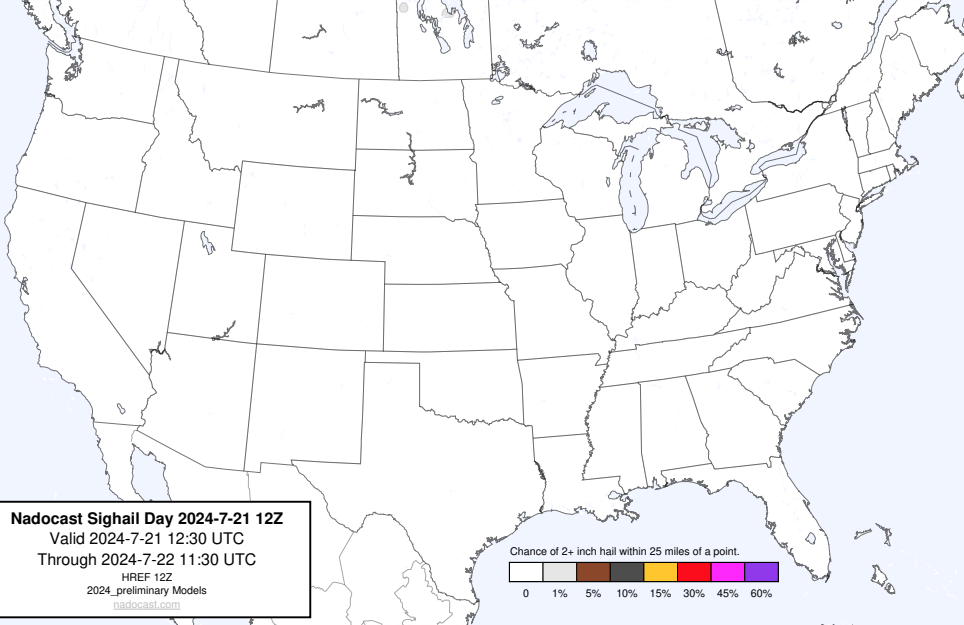 Nadocast Sighail Day 2024-7-21 12Z
Valid 2024-7-21 12:30 UTC
Through 2024-7-22 11:30 UTC
HREF 12Z
2024_preliminary Models
nadocast.com
Chance of 2+ inch hail within 25 miles of a point.
0 1% 5% 10% 15% 30% 45% 60%